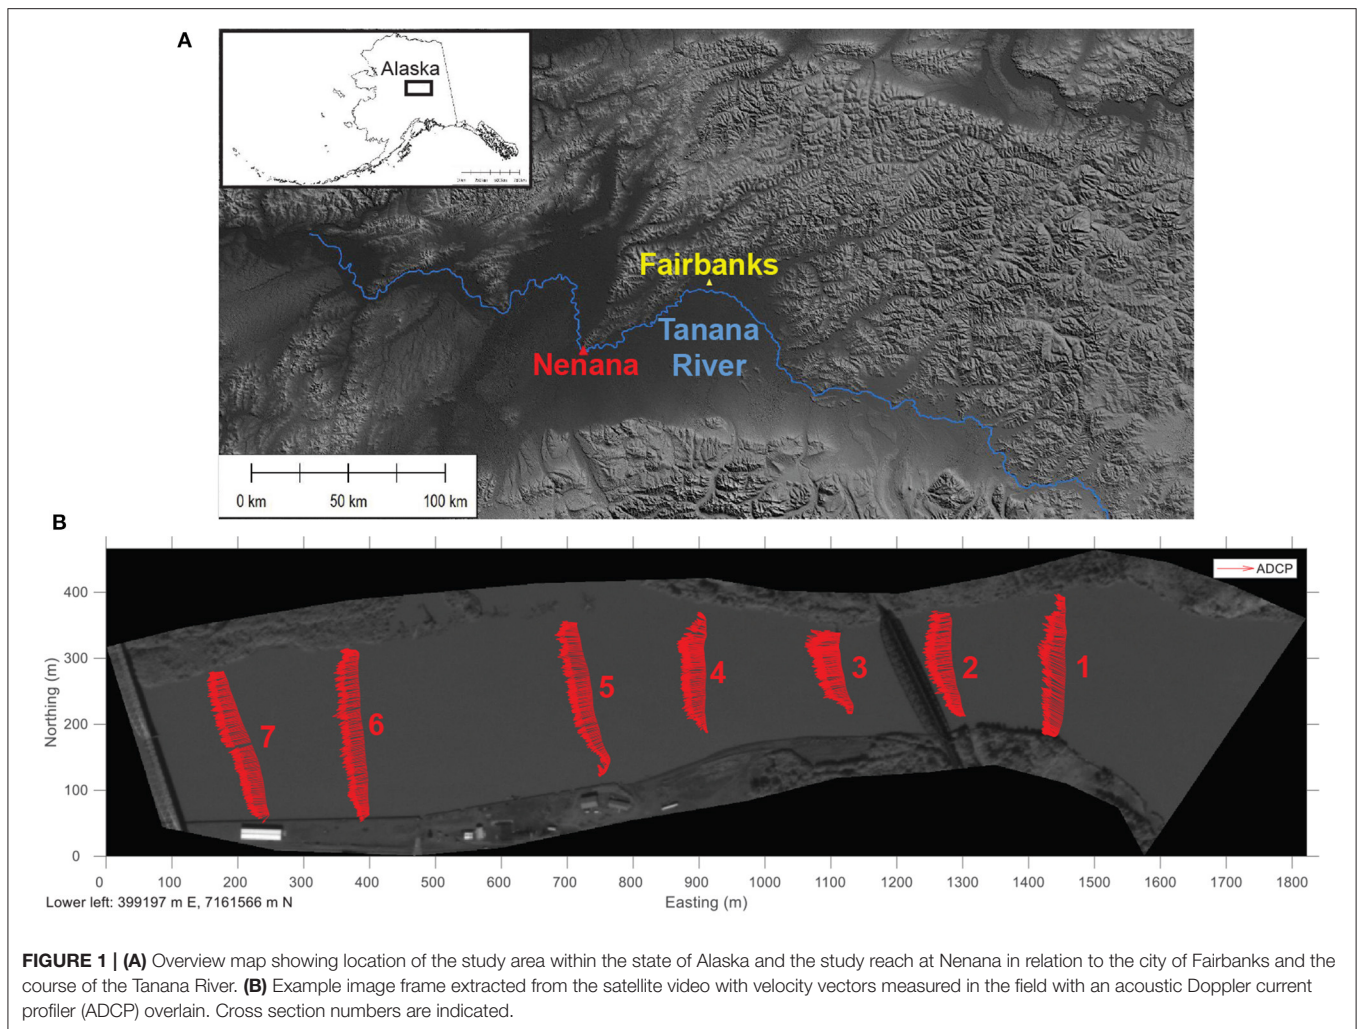 A
Alaska
Fairbanks
Tanana
River
Nenana
0 km 50 km 100 km
B
ADCP
400
300
200
100
0
Northing (m)
7 6 5 4 3 2 1
0 100 200 300 400 500 600 700 800 900 1000 1100 1200 1300 1400 1500 1600 1700 1800
Lower left: 399197 m E, 7161566 m N
Easting (m)
FIGURE 1 | (A) Overview map showing location of the study area within the state of Alaska and the study reach at Nenana in relation to the city of Fairbanks and the
course of the Tanana River. (B) Example image frame extracted from the satellite video with velocity vectors measured in the field with an acoustic Doppler current
profiler (ADCP) overlain. Cross section numbers are indicated.